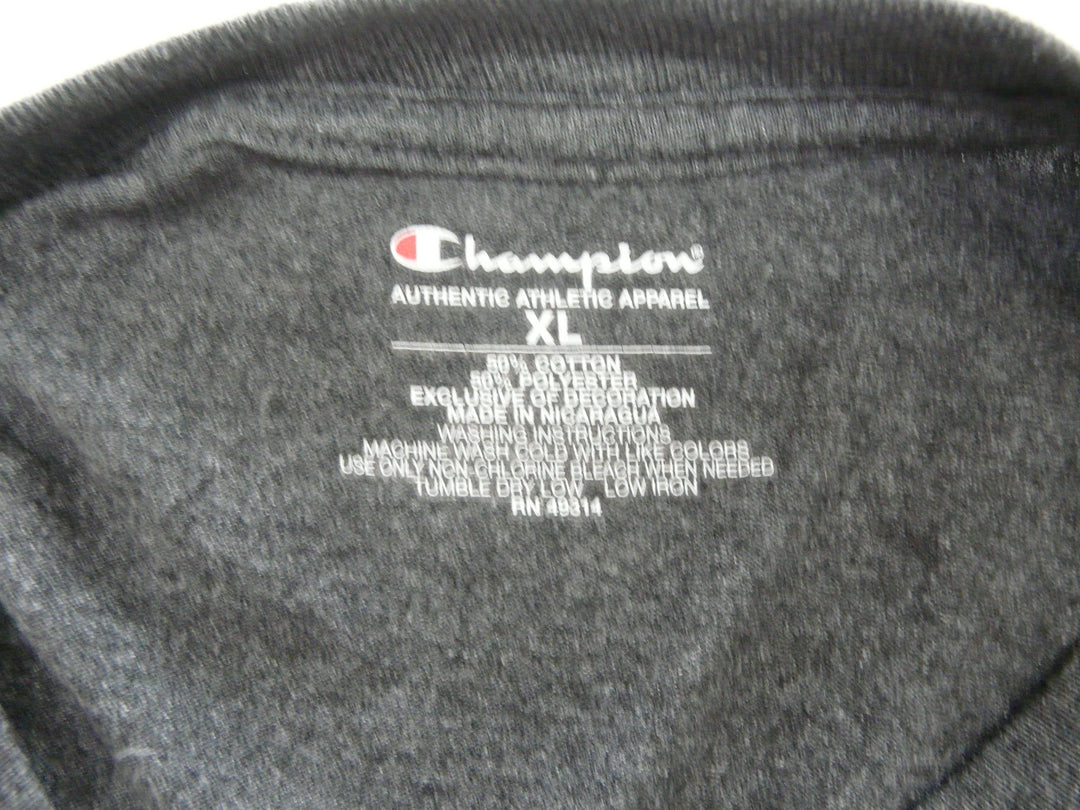 Champion®
AUTHENTIC ATHLETIC APPAREL
XL
50% COTTON
50% POLYESTER
EXCLUSIVE OF DECORATION
MADE IN NICARAGUA
WASHING INSTRUCTIONS
MACHINE WASH COLD WITH LIKE COLORS
USE ONLY NON-CHLORINE BLEACH WHEN NEEDED
TUMBLE DRY LOW LOW IRON
RN 49314